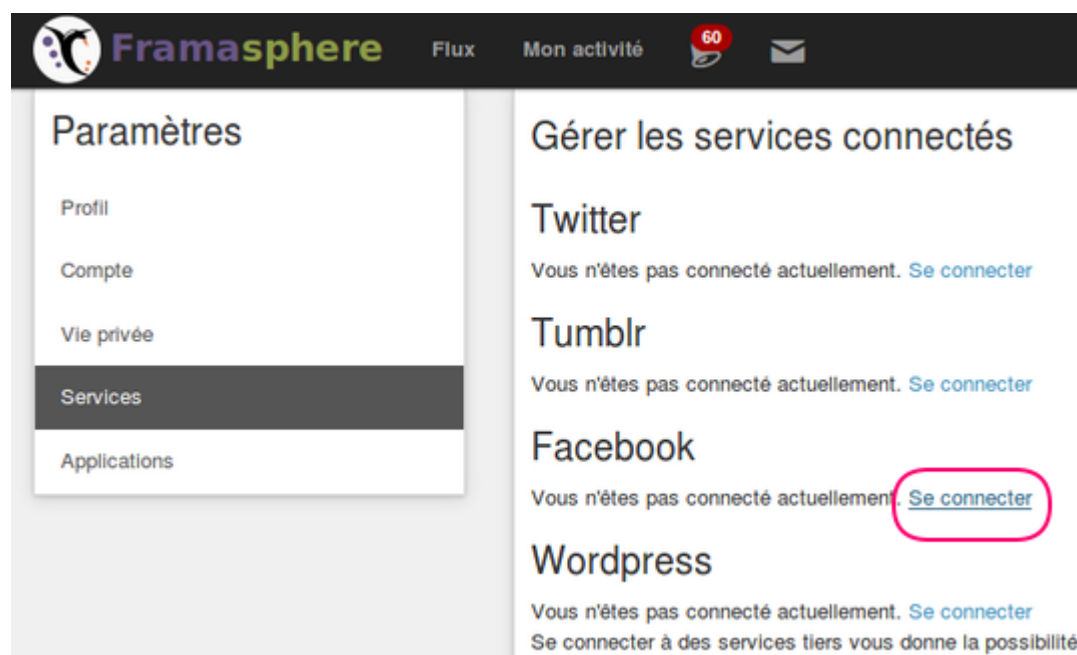 Framasphere Flux Mon activité 60
Paramètres
Profil
Compte
Vie privée
Services
Applications
Gérer les services connectés
Twitter
Vous n'êtes pas connecté actuellement. Se connecter
Tumblr
Vous n'êtes pas connecté actuellement. Se connecter
Facebook
Vous n'êtes pas connecté actuellement. Se connecter
Wordpress
Vous n'êtes pas connecté actuellement. Se connecter
Se connecter à des services tiers vous donne la possibilité